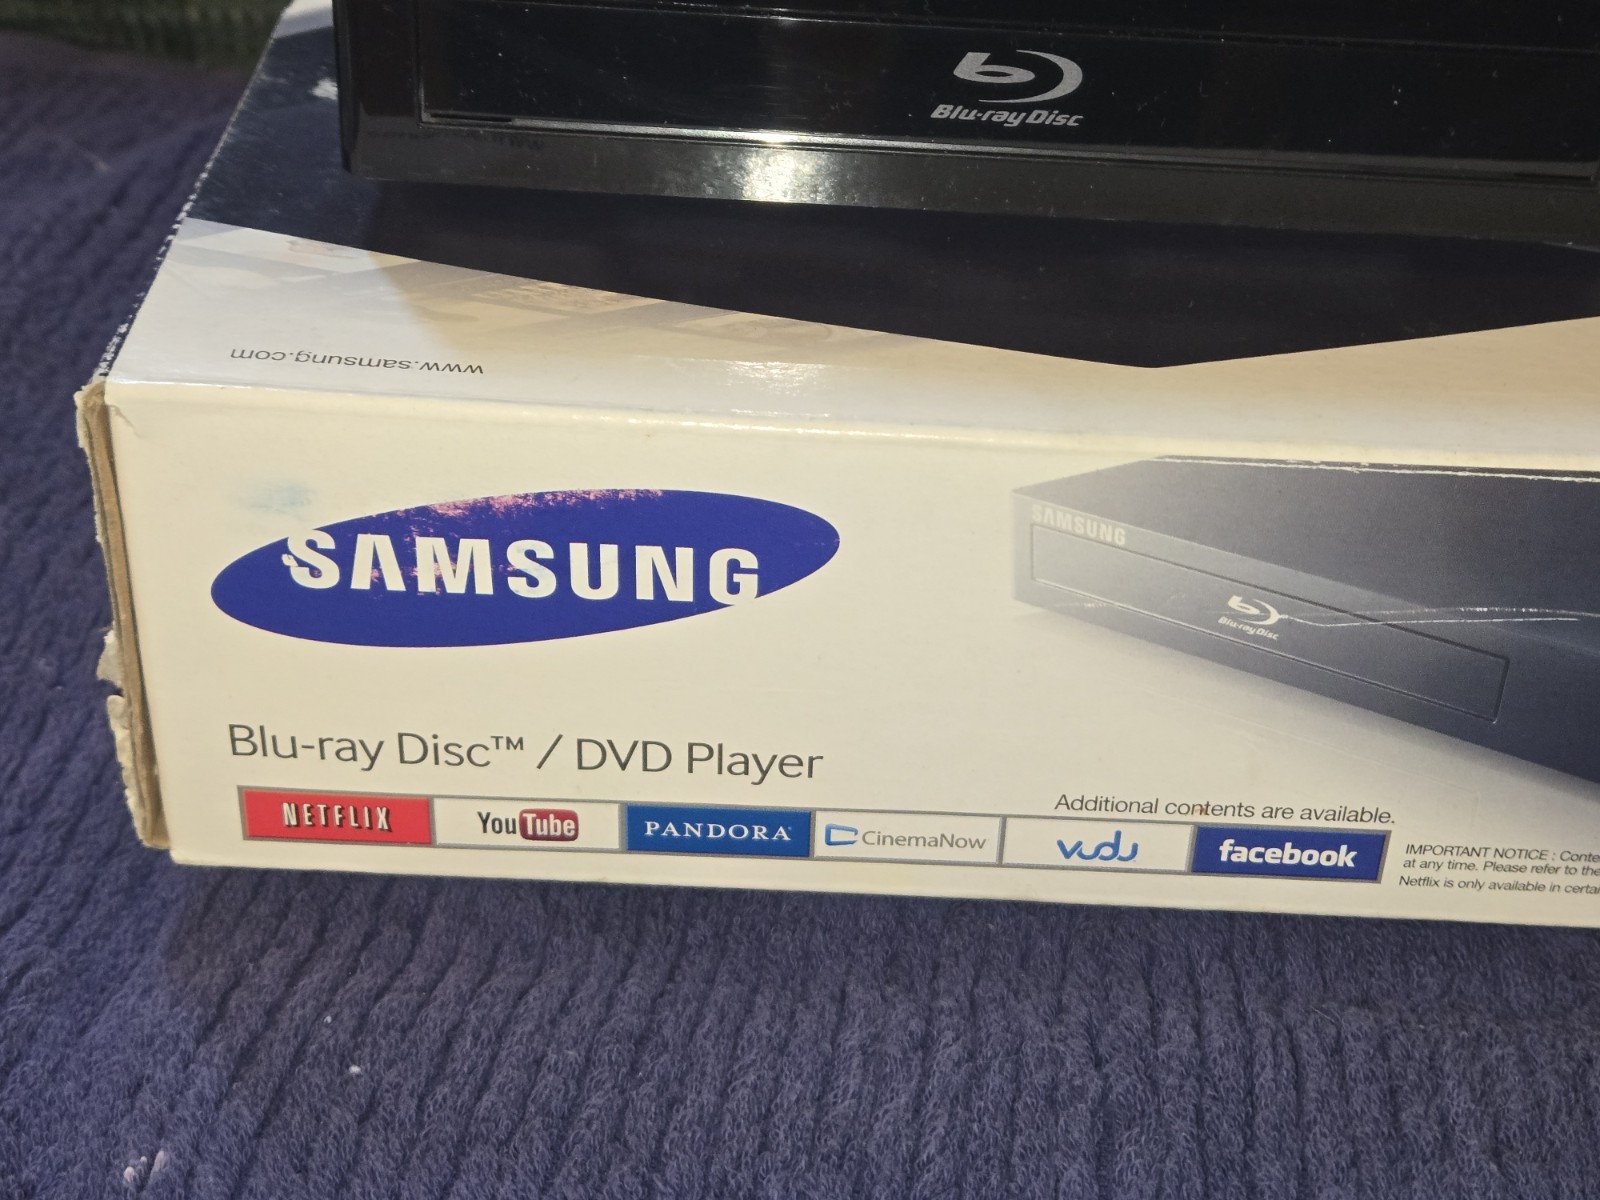 Blu-ray Disc
www.samsung.com
SAMSUNG
SAMSUNG
Blu-ray Disc
Blu-ray Disc™ / DVD Player
Additional contents are available.
NETFLIX
YouTube
PANDORA
CinemaNow
vudu
facebook
IMPORTANT NOTICE : Conte
at any time. Please refer to the
Netflix is only available in certai